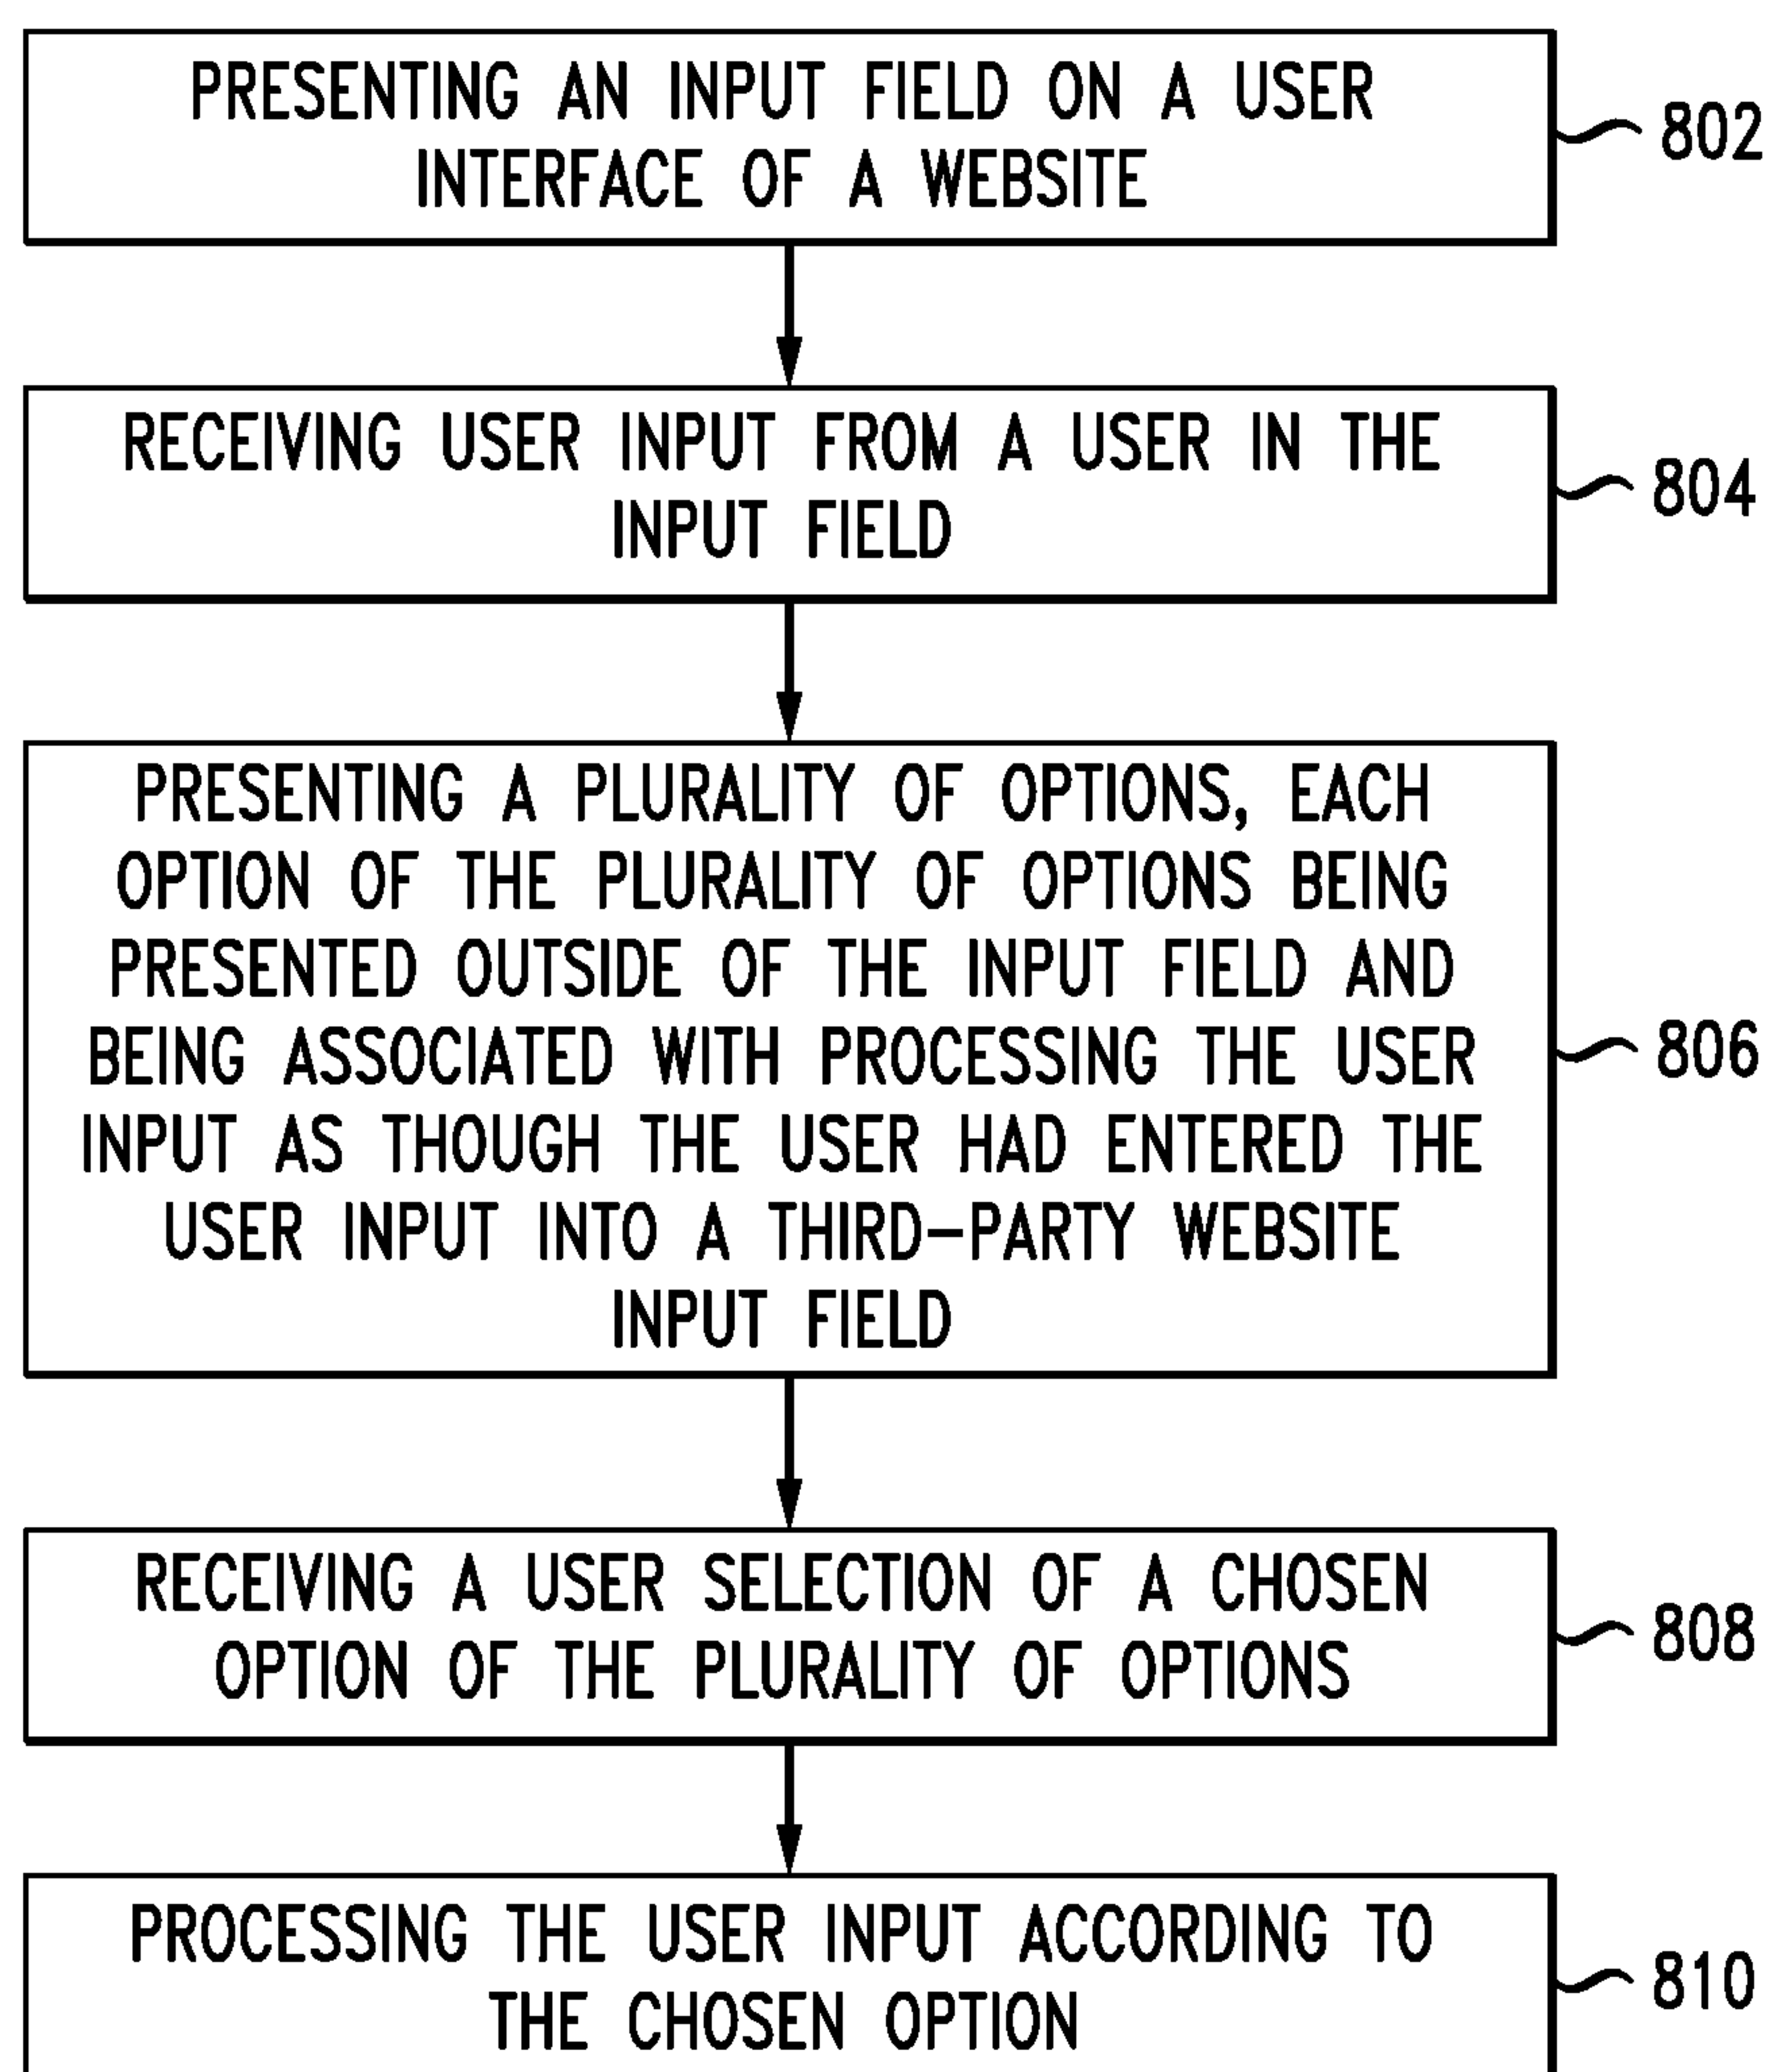 PRESENTING AN INPUT FIELD ON A USER
INTERFACE OF A WEBSITE
802
RECEIVING USER INPUT FROM A USER IN THE
INPUT FIELD
804
PRESENTING A PLURALITY OF OPTIONS, EACH
OPTION OF THE PLURALITY OF OPTIONS BEING
PRESENTED OUTSIDE OF THE INPUT FIELD AND
BEING ASSOCIATED WITH PROCESSING THE USER
INPUT AS THOUGH THE USER HAD ENTERED THE
USER INPUT INTO A THIRD-PARTY WEBSITE
INPUT FIELD
806
RECEIVING A USER SELECTION OF A CHOSEN
OPTION OF THE PLURALITY OF OPTIONS
808
PROCESSING THE USER INPUT ACCORDING TO
THE CHOSEN OPTION
810